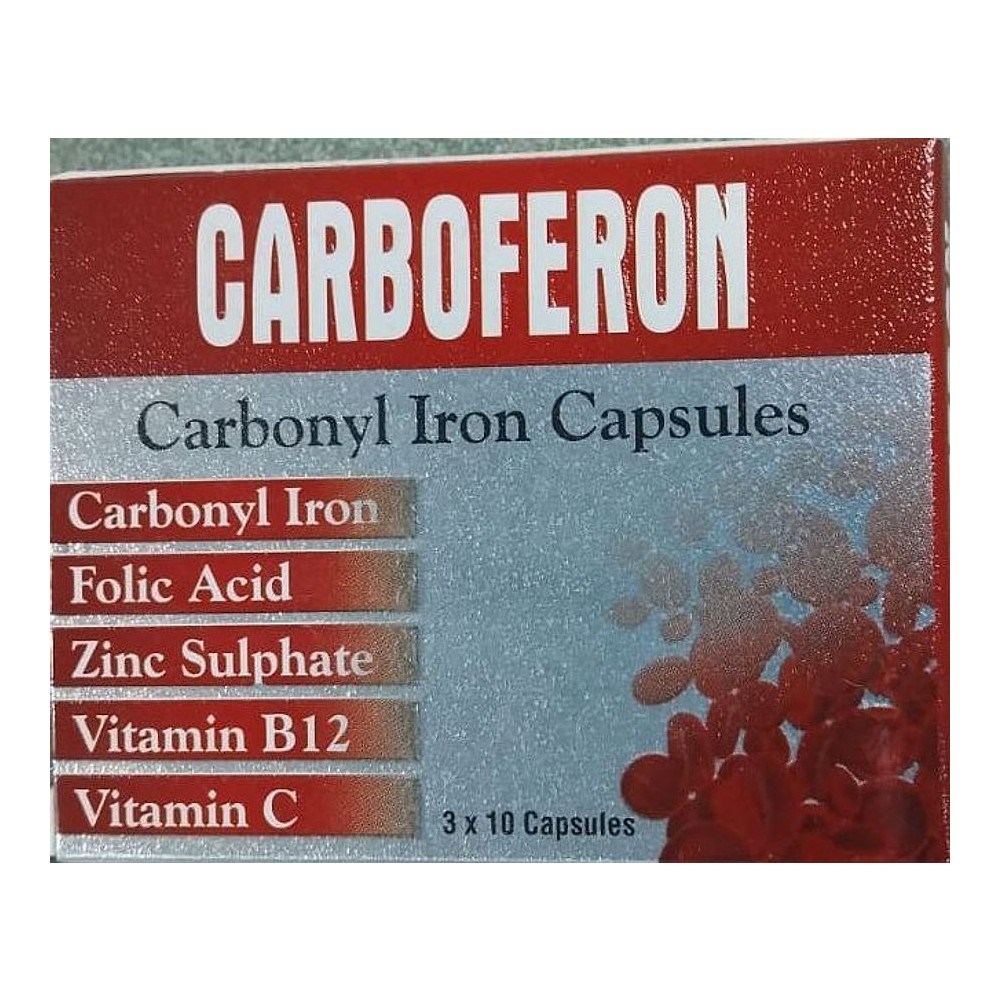 CARBOFERON
Carbonyl Iron Capsules
Carbonyl Iron
Folic Acid
Zinc Sulphate
Vitamin B12
Vitamin C
3 x 10 Capsules